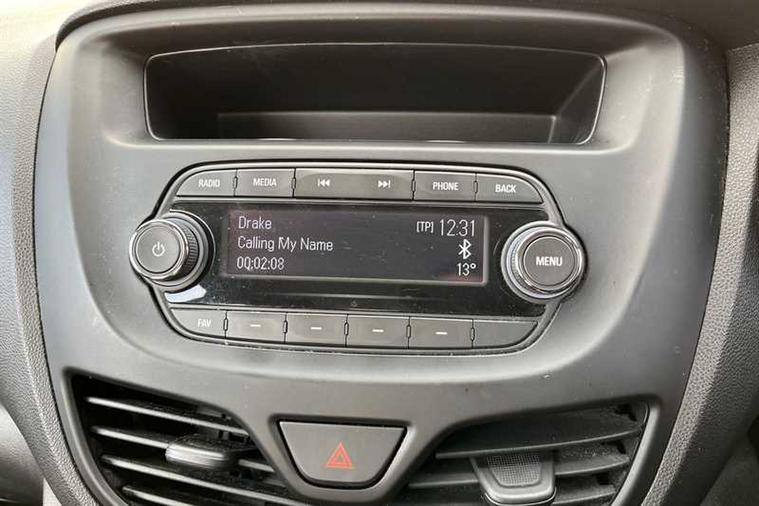 RADIO MEDIA PHONE BACK
Drake [TP] 12:31
Calling My Name
00:02:08 13°
MENU
FAV